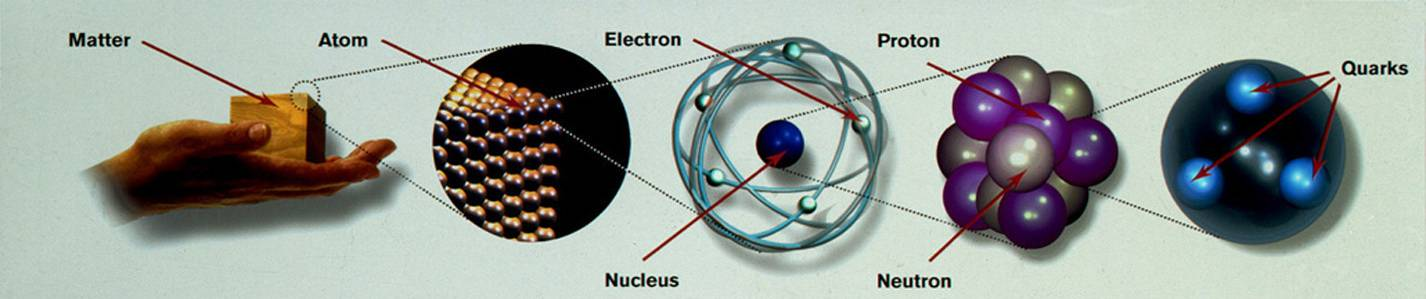 Matter
Atom
Electron
Proton
Quarks
Nucleus
Neutron